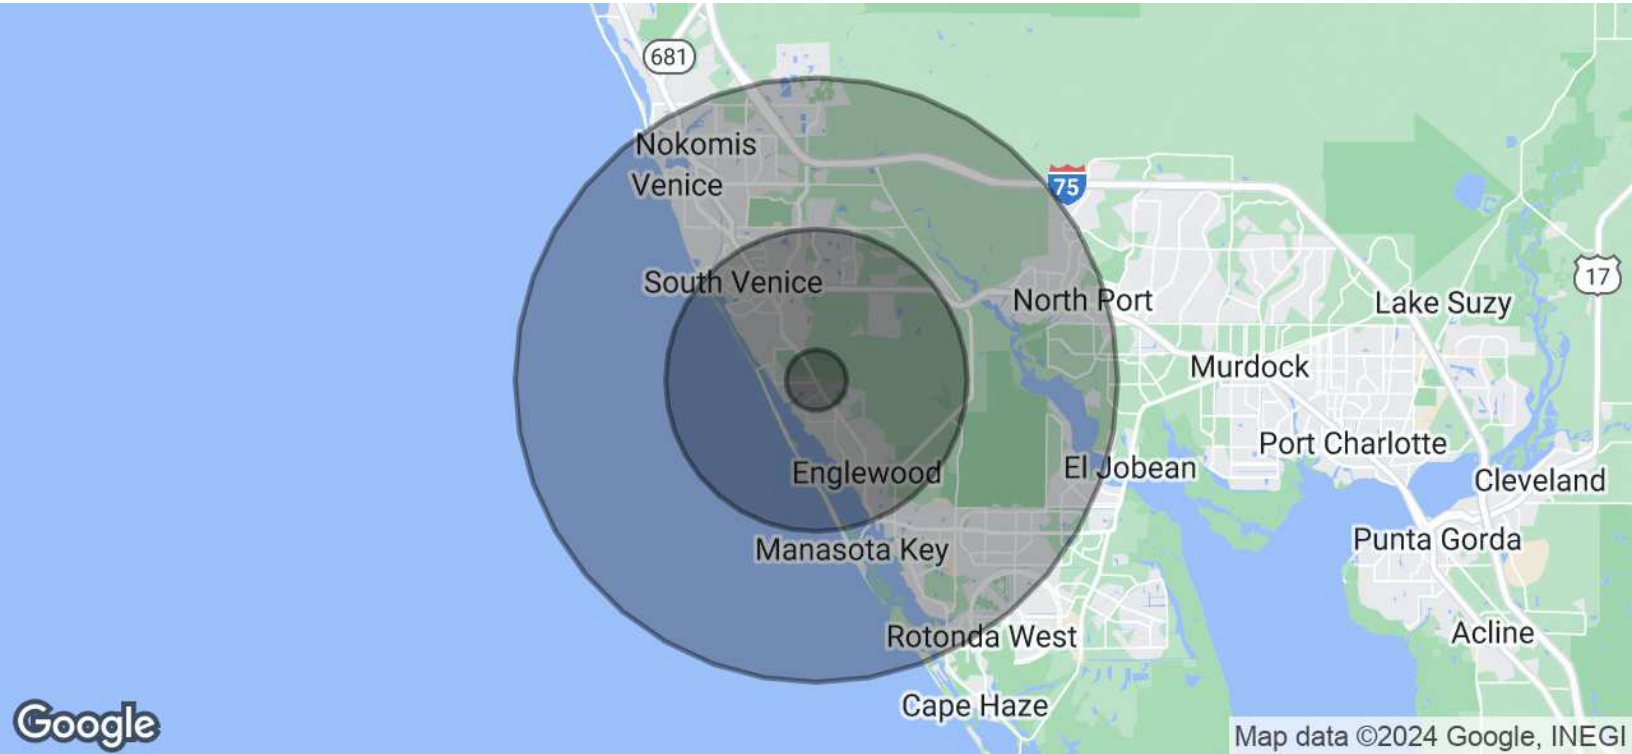 681
Nokomis
Venice
75
South Venice
17
North Port
Lake Suzy
Murdock
Port Charlotte
Englewood
El Jobean
Cleveland
Manasota Key
Punta Gorda
Rotonda West
Acline
Cape Haze
Google
Map data ©2024 Google, INEGI